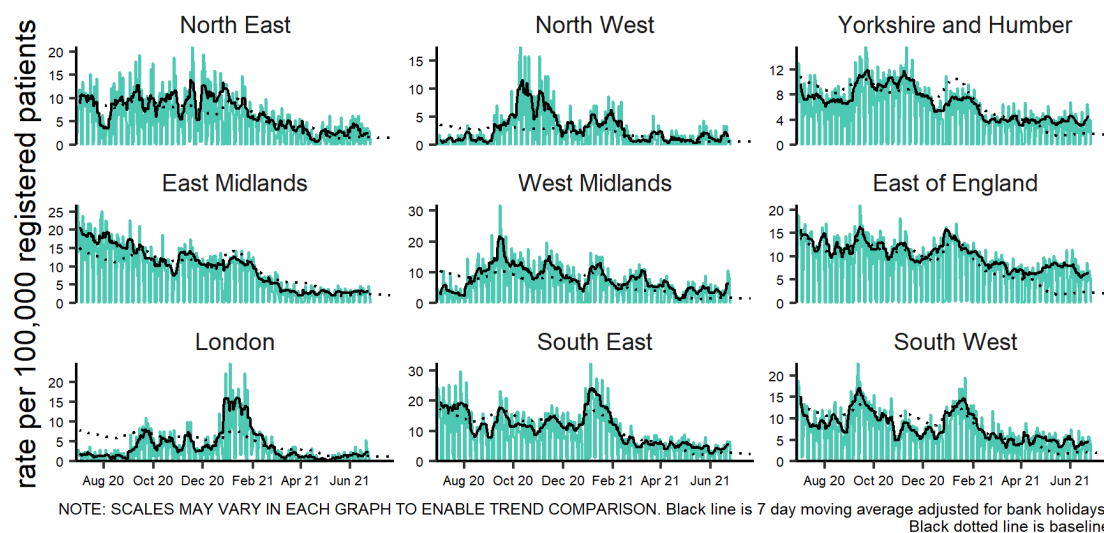 rate per 100,000 registered patients
North East
North West
Yorkshire and Humber
20
15
10
5
0
15
10
5
0
12
8
4
0
East Midlands
West Midlands
East of England
25
20
15
10
5
0
30
20
10
0
20
15
10
5
0
London
South East
South West
20
15
10
5
0
30
20
10
0
20
15
10
5
0
Aug 20 Oct 20 Dec 20 Feb 21 Apr 21 Jun 21
Aug 20 Oct 20 Dec 20 Feb 21 Apr 21 Jun 21
Aug 20 Oct 20 Dec 20 Feb 21 Apr 21 Jun 21
NOTE: SCALES MAY VARY IN EACH GRAPH TO ENABLE TREND COMPARISON. Black line is 7 day moving average adjusted for bank holidays
Black dotted line is baseline